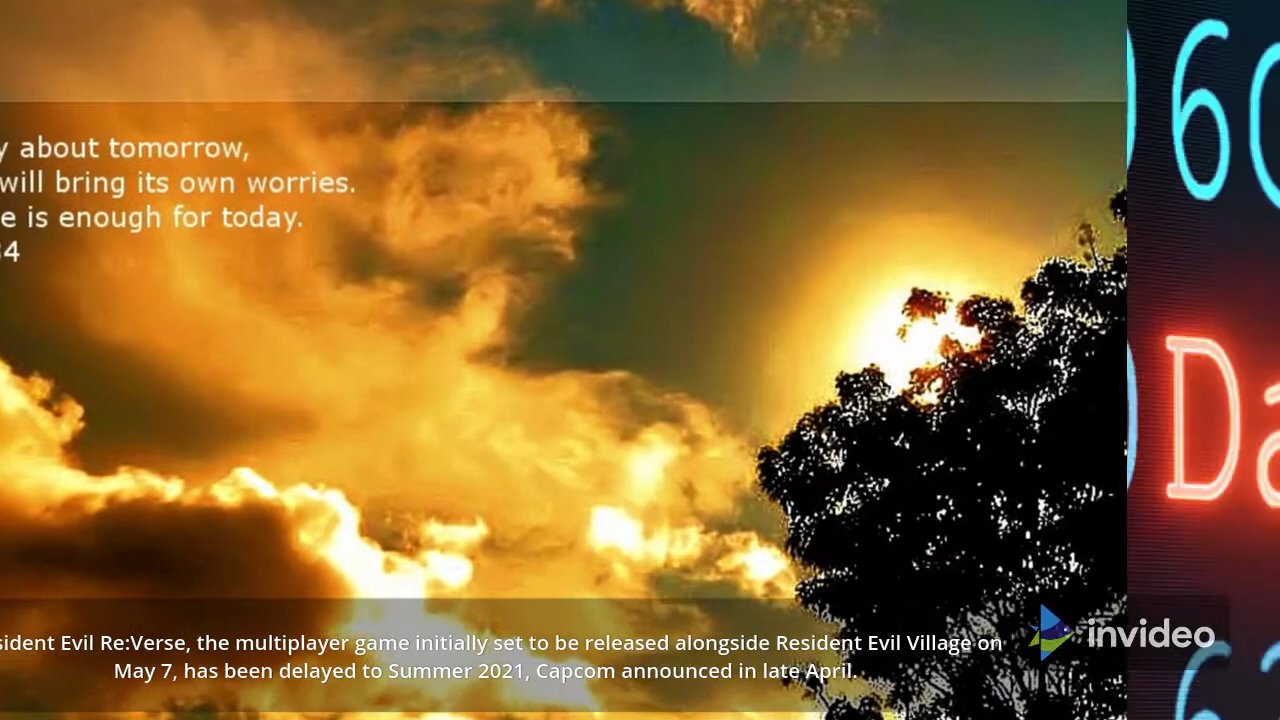 about tomorrow,
will bring its own worries.
is enough for today.
Evil Re:Verse, the multiplayer game initially set to be released alongside Resident Evil Village on
May 7, has been delayed to Summer 2021, Capcom announced in late April.
invideo
6
Da